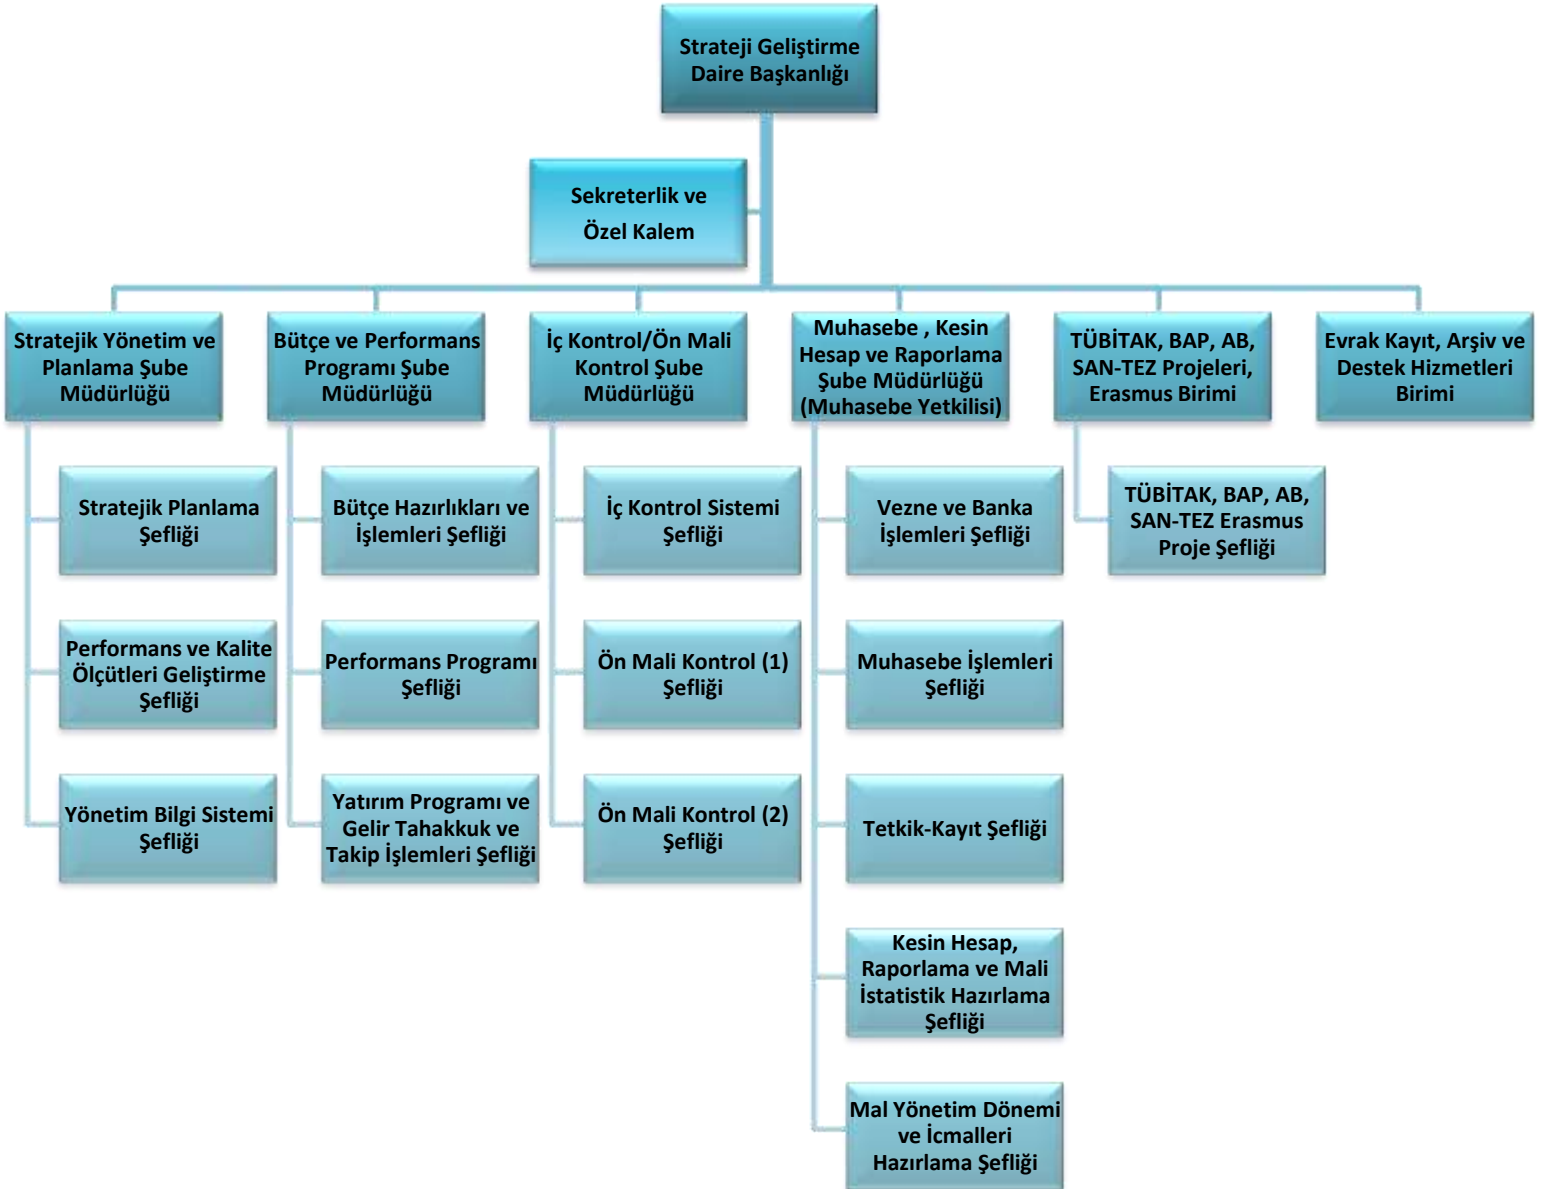 Strateji Geliştirme
Daire Başkanlığı
Sekreterlik ve
Özel Kalem
Stratejik Yönetim ve
Planlama Şube
Müdürlüğü
Bütçe ve Performans
Programı Şube
Müdürlüğü
İç Kontrol/Ön Mali
Kontrol Şube
Müdürlüğü
Muhasebe , Kesin
Hesap ve Raporlama
Şube Müdürlüğü
(Muhasebe Yetkilisi)
TÜBİTAK, BAP, AB,
SAN-TEZ Projeleri,
Erasmus Birimi
Evrak Kayıt, Arşiv ve
Destek Hizmetleri
Birimi
Stratejik Planlama
Şefliği
Bütçe Hazırlıkları ve
İşlemleri Şefliği
İç Kontrol Sistemi
Şefliği
Vezne ve Banka
İşlemleri Şefliği
TÜBİTAK, BAP, AB,
SAN-TEZ Erasmus
Proje Şefliği
Performans ve Kalite
Ölçütleri Geliştirme
Şefliği
Performans Programı
Şefliği
Ön Mali Kontrol (1)
Şefliği
Muhasebe İşlemleri
Şefliği
Yönetim Bilgi Sistemi
Şefliği
Yatırım Programı ve
Gelir Tahakkuk ve
Takip İşlemleri Şefliği
Ön Mali Kontrol (2)
Şefliği
Tetkik-Kayıt Şefliği
Kesin Hesap,
Raporlama ve Mali
İstatistik Hazırlama
Şefliği
Mal Yönetim Dönemi
ve İcmalleri
Hazırlama Şefliği